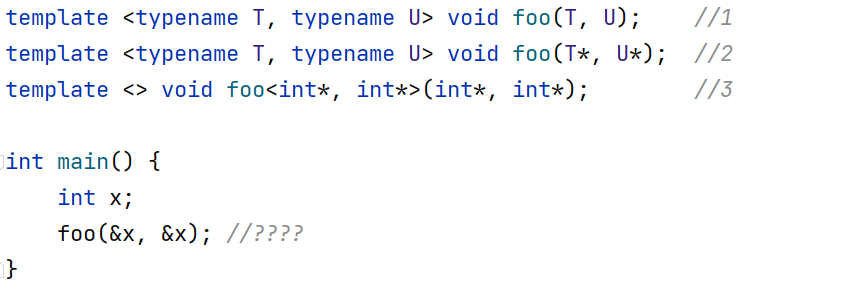 template <typename T, typename U> void foo(T, U);    //1
template <typename T, typename U> void foo(T*, U*);  //2
template <> void foo<int*, int*>(int*, int*);        //3

int main() {
    int x;
    foo(&x, &x); //????
}